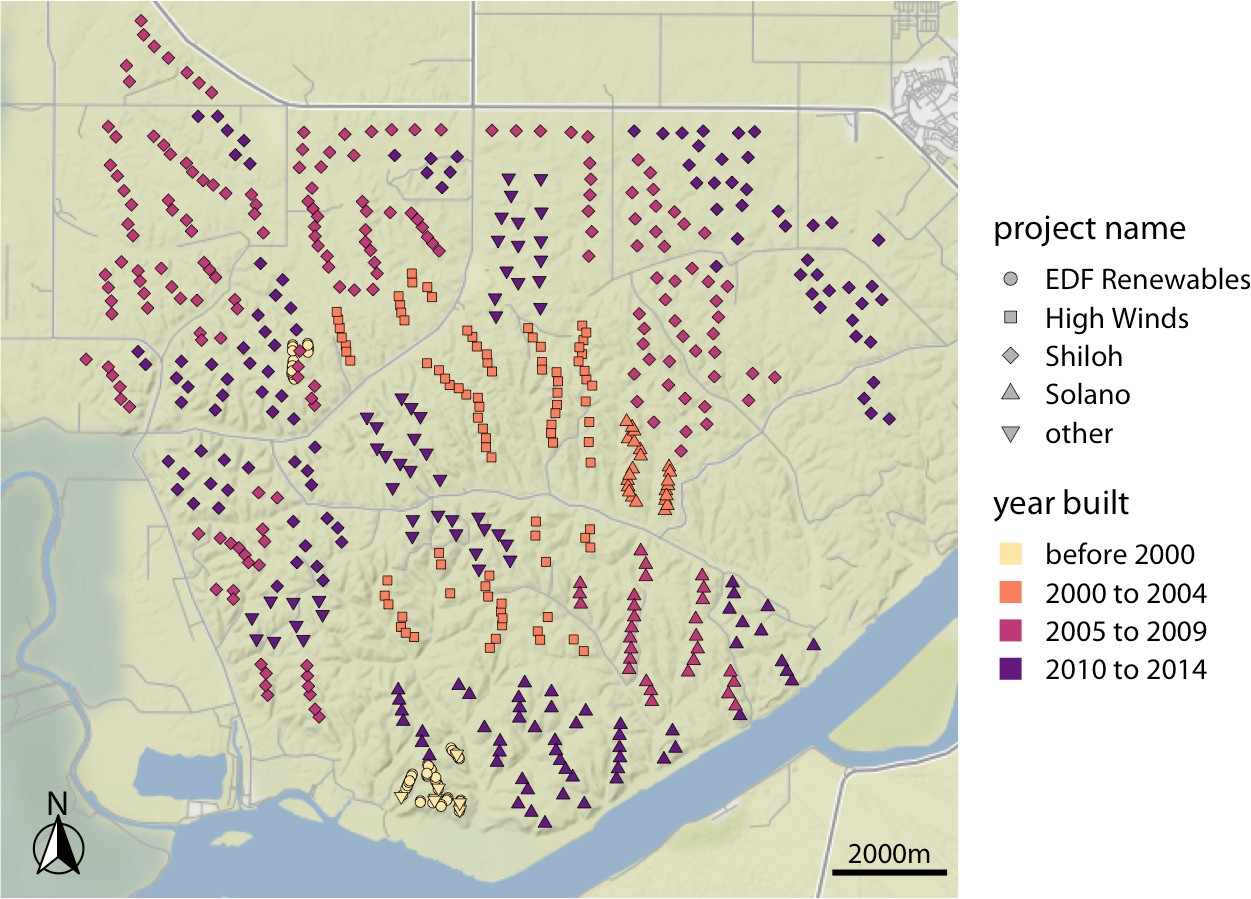 project name
EDF Renewables
High Winds
Shiloh
Solano
other
year built
before 2000
2000 to 2004
2005 to 2009
2010 to 2014
N
2000m